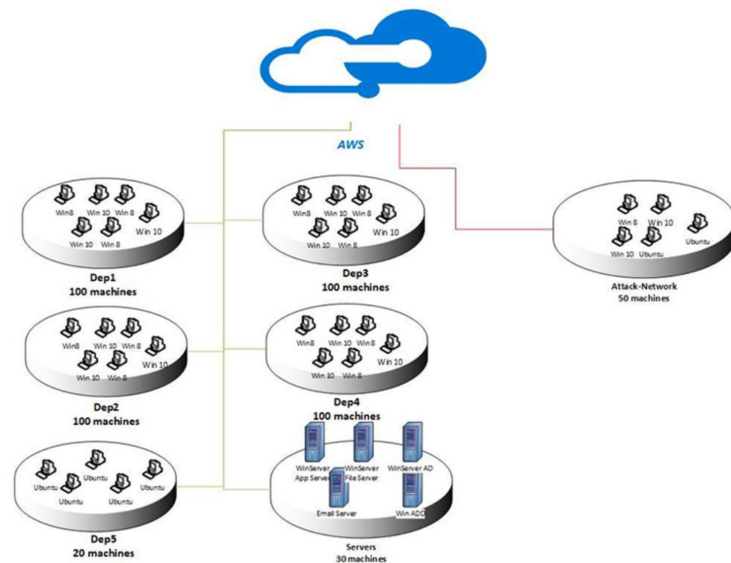 AWS
Win8 Win 10 Win 8 Win 10
Win 10 Win 8
Dep1
100 machines
Win8 Win 10 Win 8 Win 10
Win 10 Win 8
Dep3
100 machines
Win 8 Win 10 Ubuntu
Win 10 Ubuntu
Attack-Network
50 machines
Win8 Win 10 Win 8 Win 10
Win 10 Win 8
Dep2
100 machines
Win8 Win 10 Win 8 Win 10
Win 10 Win 8
Dep4
100 machines
Ubuntu Ubuntu Ubuntu
Ubuntu Ubuntu
Dep5
20 machines
WinServer WinServer WinServer AD
App Server File Server
Email Server Win ADD
Servers
30 machines